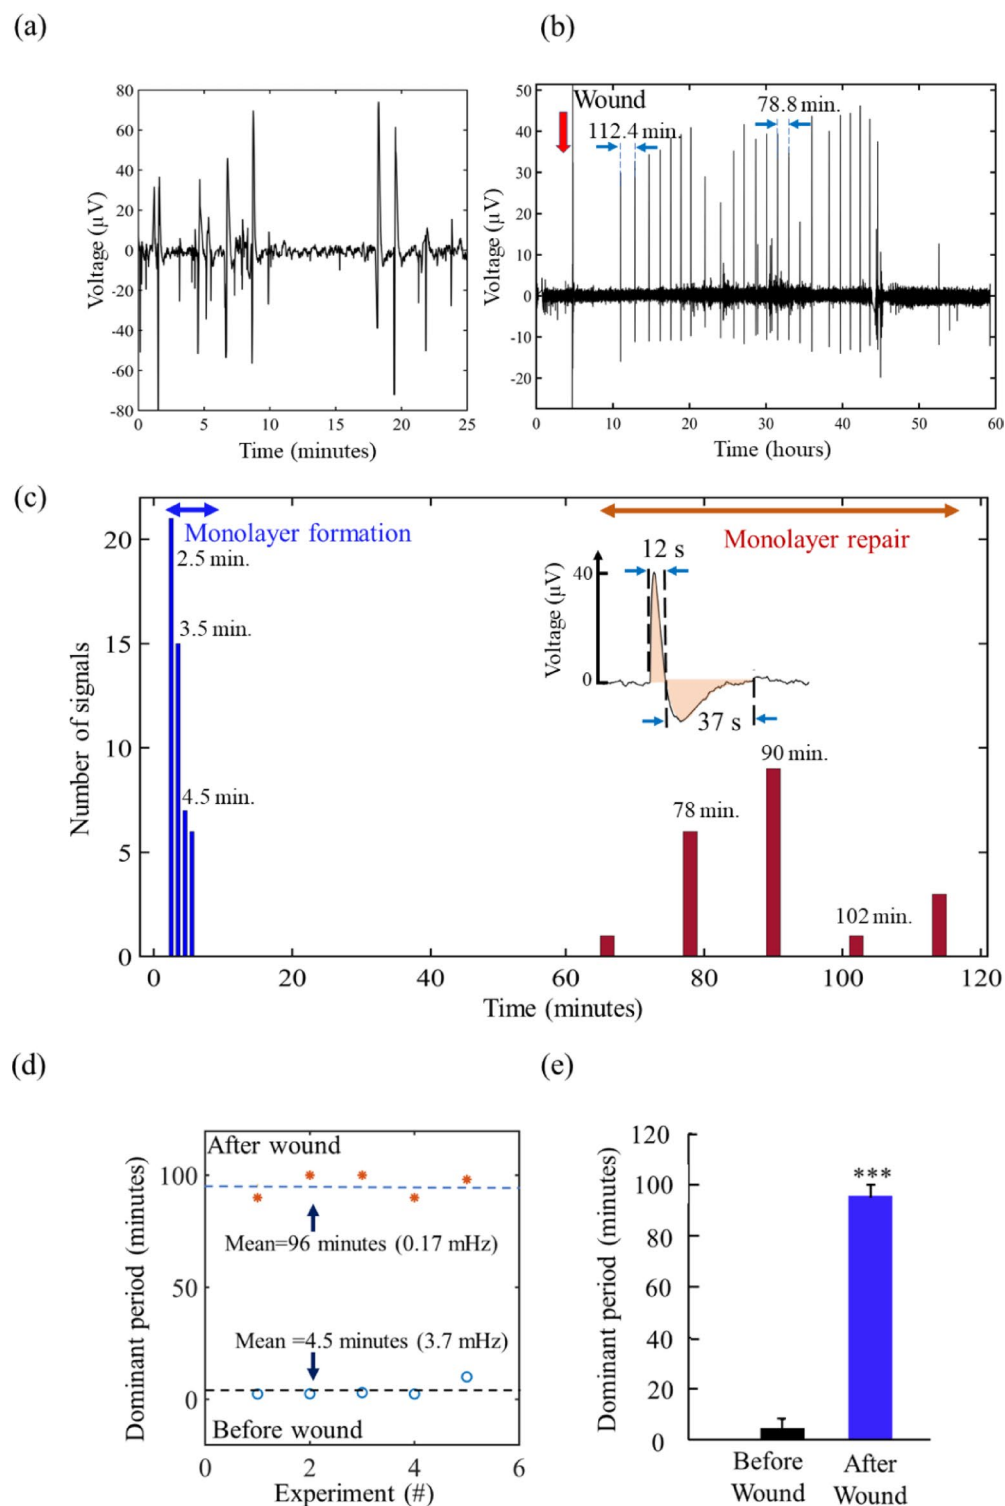 (a)
80
60
40
20
0
-20
-40
-60
-80
Voltage (µV)
0 5 10 15 20 25
Time (minutes)
(b)
50
40
30
20
10
0
-10
-20
Voltage (µV)
Wound
112.4 min.
78.8 min.
0 10 20 30 40 50 60
Time (hours)
(c)
20
15
10
5
0
Number of signals
Monolayer formation
2.5 min.
3.5 min.
4.5 min.
Monolayer repair
12 s
40
0
Voltage (µV)
37 s
90 min.
78 min.
102 min.
0 20 40 60 80 100 120
Time (minutes)
(d)
100
50
0
Dominant period (minutes)
After wound
Mean=96 minutes (0.17 mHz)
Mean =4.5 minutes (3.7 mHz)
Before wound
0 2 4 6
Experiment (#)
(e)
120
100
80
60
40
20
0
Dominant period (minutes)
***
Before
Wound
After
Wound